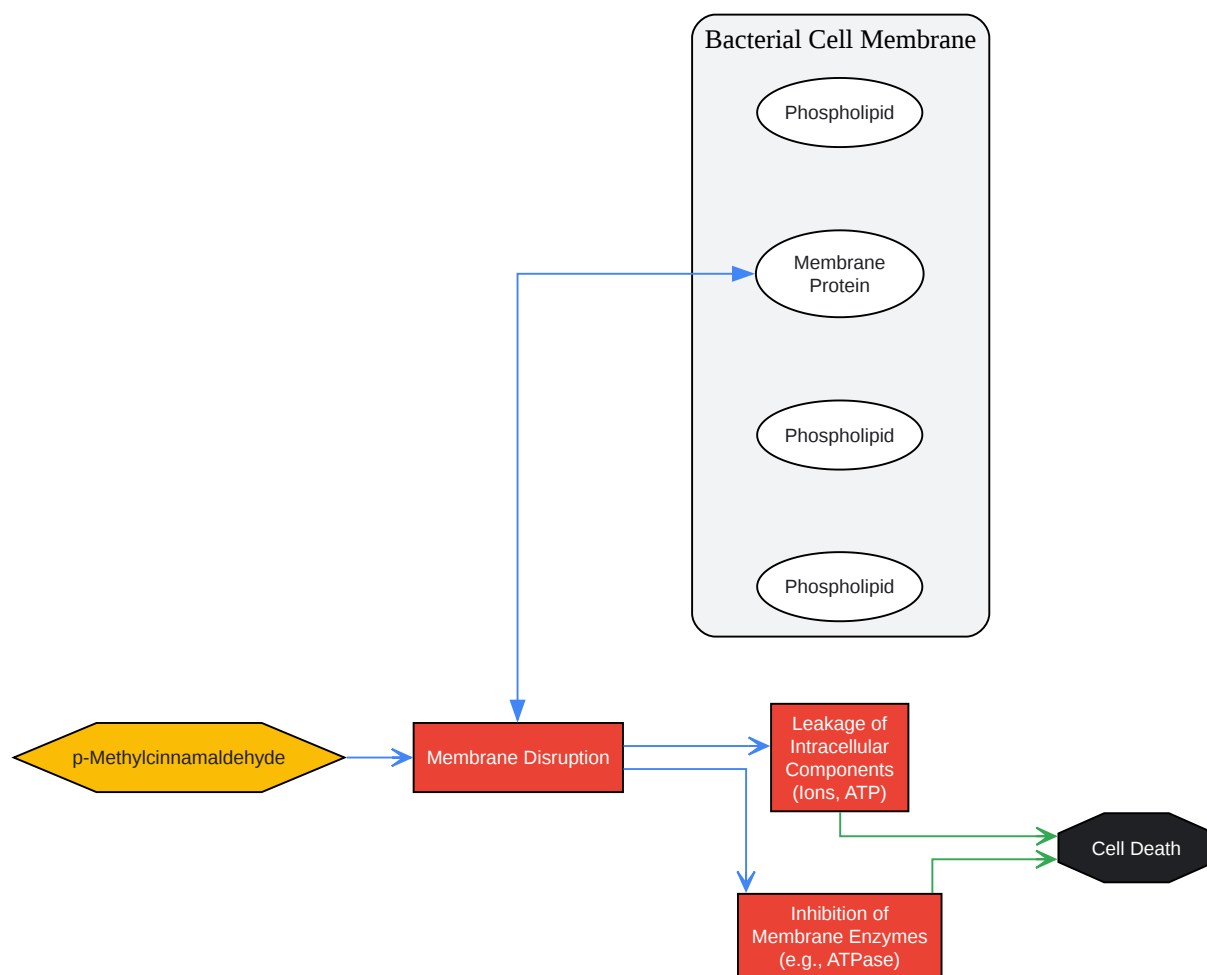 Bacterial Cell Membrane
Phospholipid
Membrane
Protein
Phospholipid
Phospholipid
p-Methylcinnamaldehyde
Membrane Disruption
Leakage of
Intracellular
Components
(Ions, ATP)
Cell Death
Inhibition of
Membrane Enzymes
(e.g., ATPase)